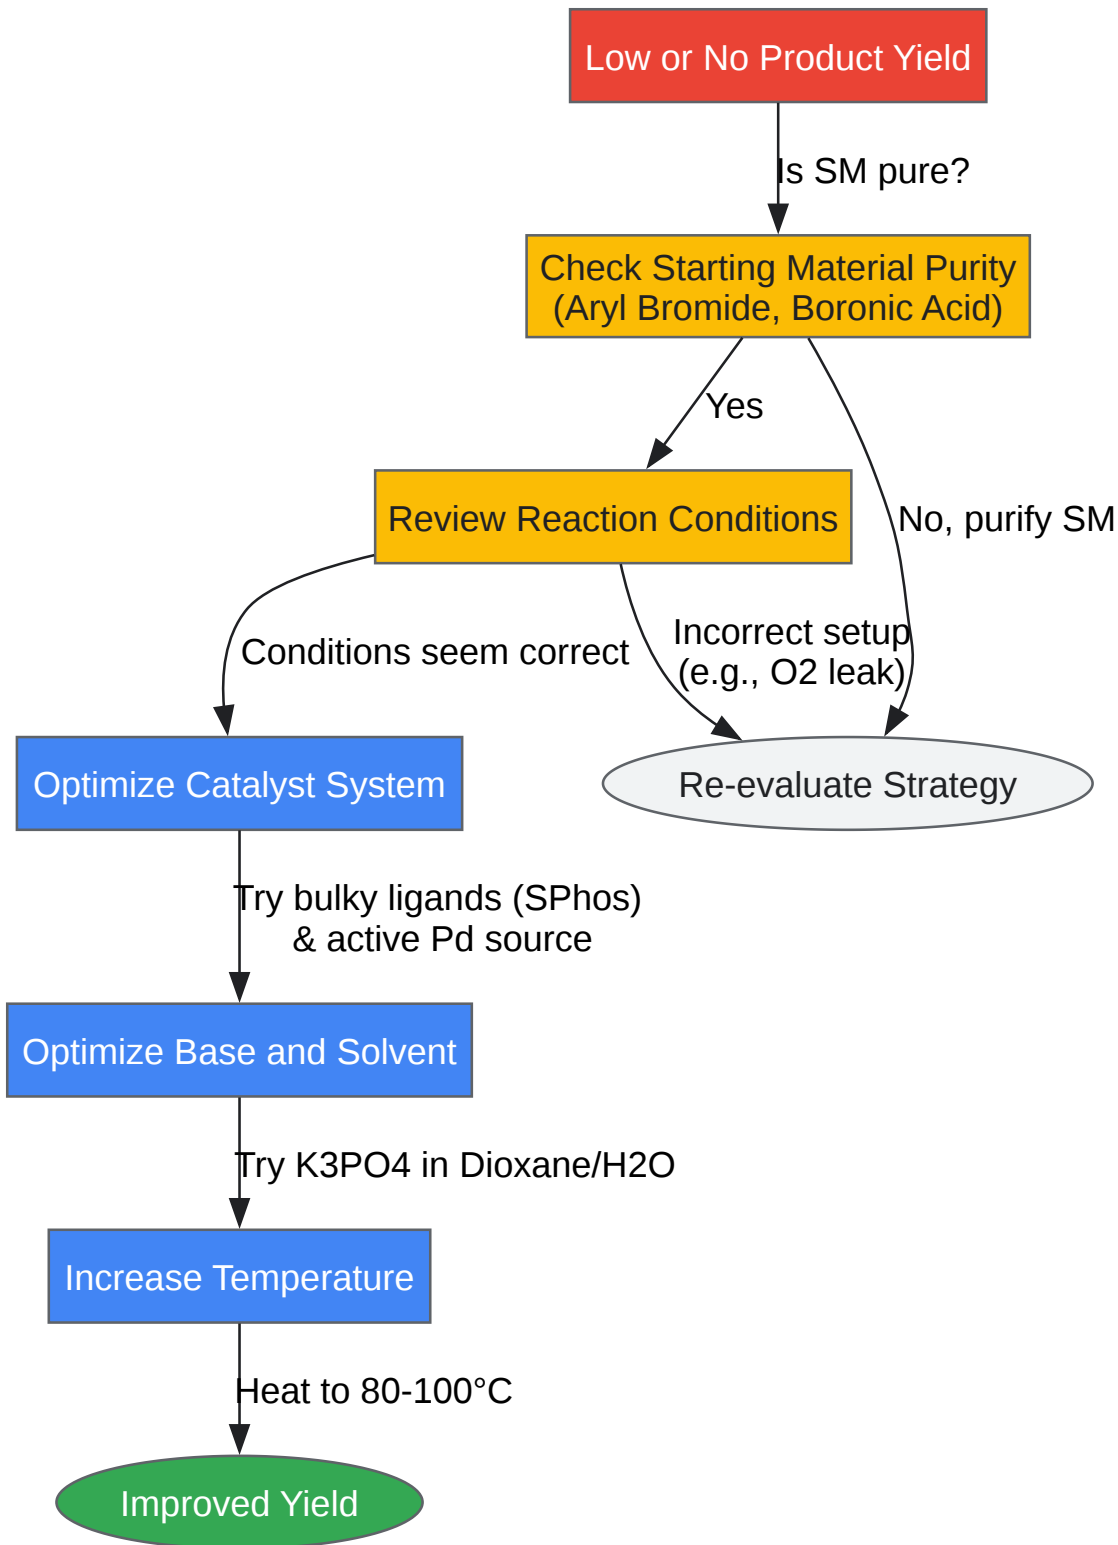 Low or No Product Yield
Is SM pure?
Check Starting Material Purity
(Aryl Bromide, Boronic Acid)
Yes
Review Reaction Conditions
No, purify SM
Conditions seem correct
Incorrect setup
(e.g., O2 leak)
Optimize Catalyst System
Re-evaluate Strategy
Try bulky ligands (SPhos)
& active Pd source
Optimize Base and Solvent
Try K3PO4 in Dioxane/H2O
Increase Temperature
Heat to 80-100°C
Improved Yield